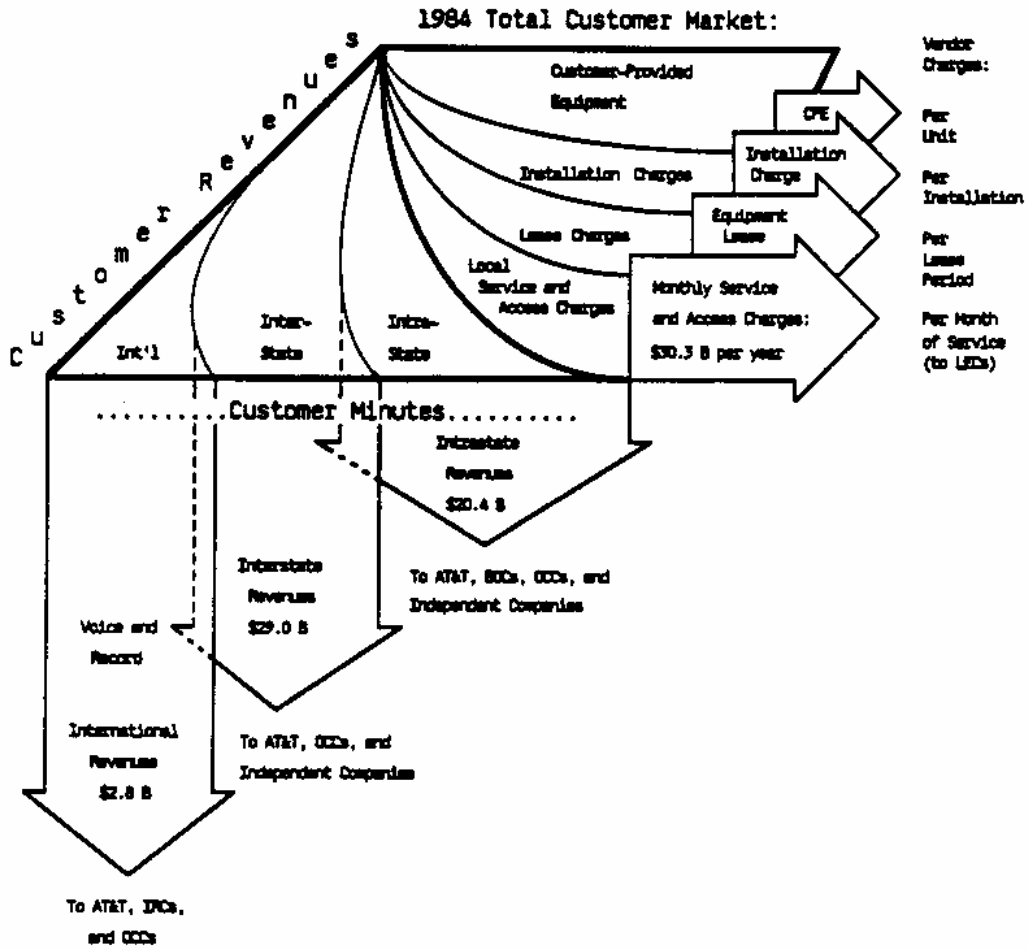 1984 Total Customer Market:
Customer Revenues
Customer-Provided
Equipment
CPE
Installation Charges
Installation
Charge
Lease Charges
Equipment
Lease
Local
Service and
Access Charges
Monthly Service
and Access Charges:
$30.3 B per year
Vendor
Charges:
Per
Unit
Per
Installation
Per
Lease
Period
Per Month
of Service
(to LECs)
Int'l
Inter-
State
Intra-
State
........Customer Minutes...........
Intrastate
Revenues
$20.4 B
To AT&T, BOCs, OCCs, and
Independent Companies
Interstate
Revenues
$29.0 B
To AT&T, OCCs, and
Independent Companies
Voice and
Record
International
Revenues
$2.8 B
To AT&T, IRCs,
and OCCs